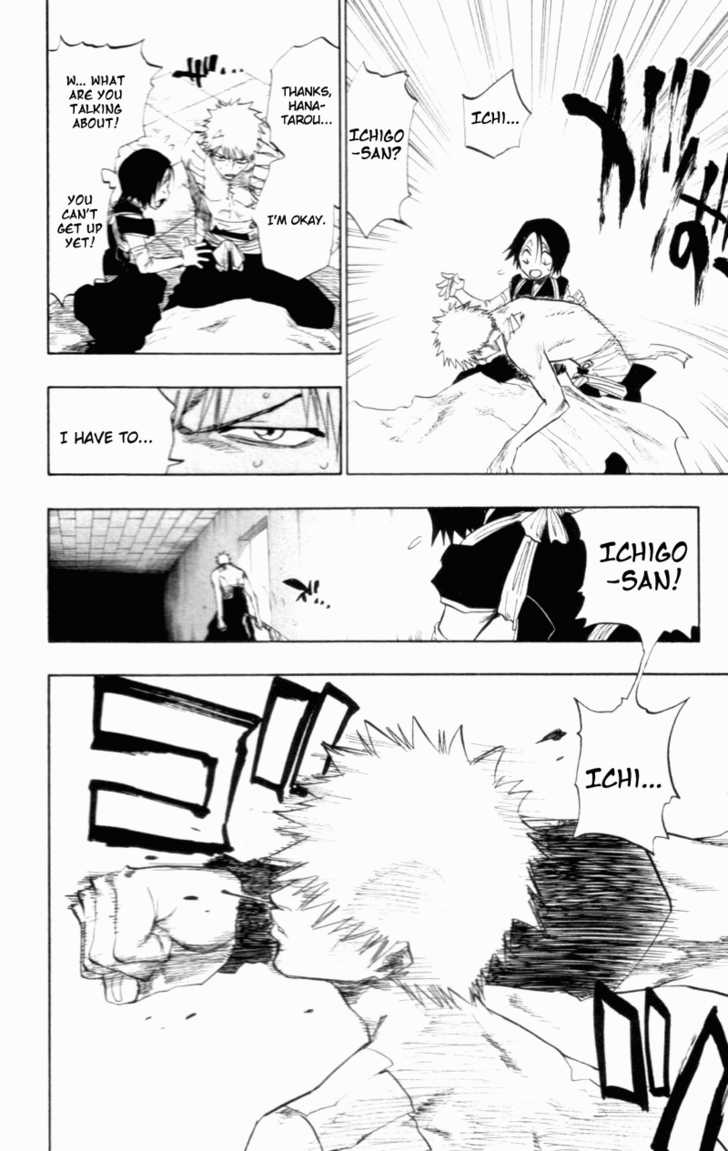 ICHI...
ICHIGO
-SAN?
THANKS,
HANA-
TAROU...
I'M OKAY.
W... WHAT
ARE YOU
TALKING
ABOUT!
YOU
CAN'T
GET UP
YET!
I HAVE TO...
ICHIGO
-SAN!
ICHI...